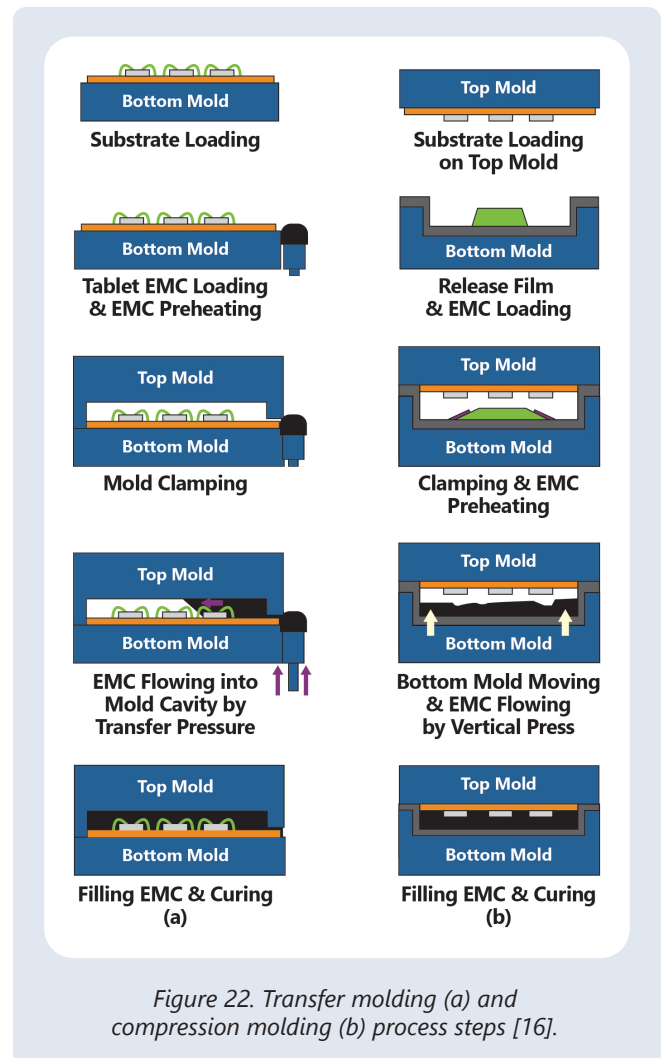 Bottom Mold
Substrate Loading
Top Mold
Substrate Loading
on Top Mold
Bottom Mold
Tablet EMC Loading
& EMC Preheating
Bottom Mold
Release Film
& EMC Loading
Top Mold
Bottom Mold
Mold Clamping
Top Mold
Bottom Mold
Clamping & EMC
Preheating
Top Mold
Bottom Mold
EMC Flowing into
Mold Cavity by
Transfer Pressure
Top Mold
Bottom Mold
Bottom Mold Moving
& EMC Flowing
by Vertical Press
Top Mold
Bottom Mold
Filling EMC & Curing
(a)
Top Mold
Bottom Mold
Filling EMC & Curing
(b)
Figure 22. Transfer molding (a) and
compression molding (b) process steps [16].